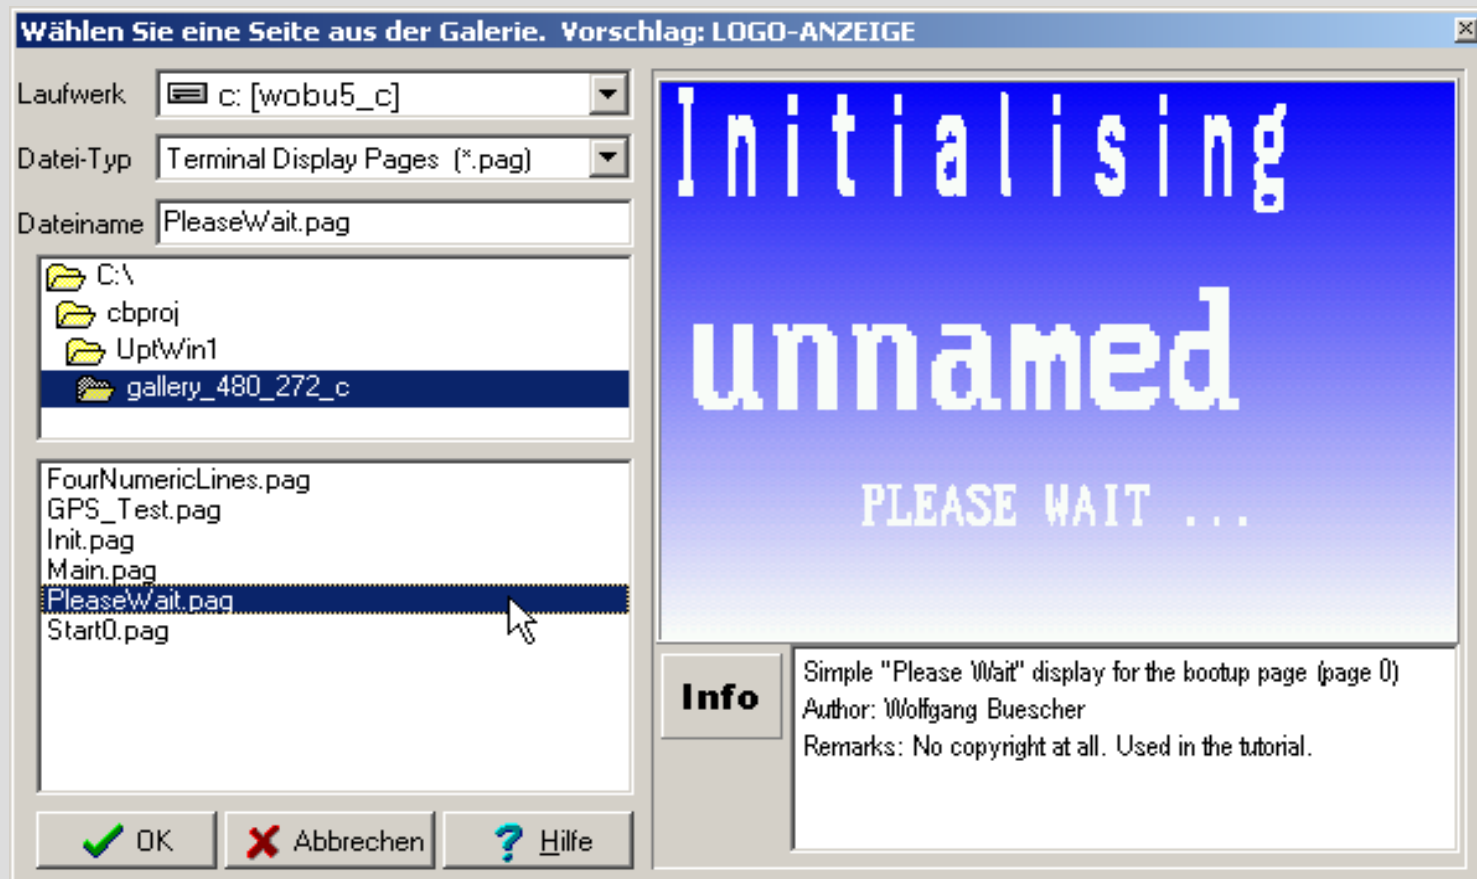 Wählen Sie eine Seite aus der Galerie. Vorschlag: LOGO-ANZEIGE
Laufwerk
c: [wobu5_c]
Datei-Typ
Terminal Display Pages (*.pag)
Dateiname
PleaseWait.pag
C:\
cbproj
UptWin1
gallery_480_272_c
FourNumericLines.pag
GPS_Test.pag
Init.pag
Main.pag
PleaseWait.pag
Start0.pag
OK
Abbrechen
Hilfe
Initialising
unnamed
PLEASE WAIT ...
Info
Simple "Please Wait" display for the bootup page (page 0)
Author: Wolfgang Buescher
Remarks: No copyright at all. Used in the tutorial.